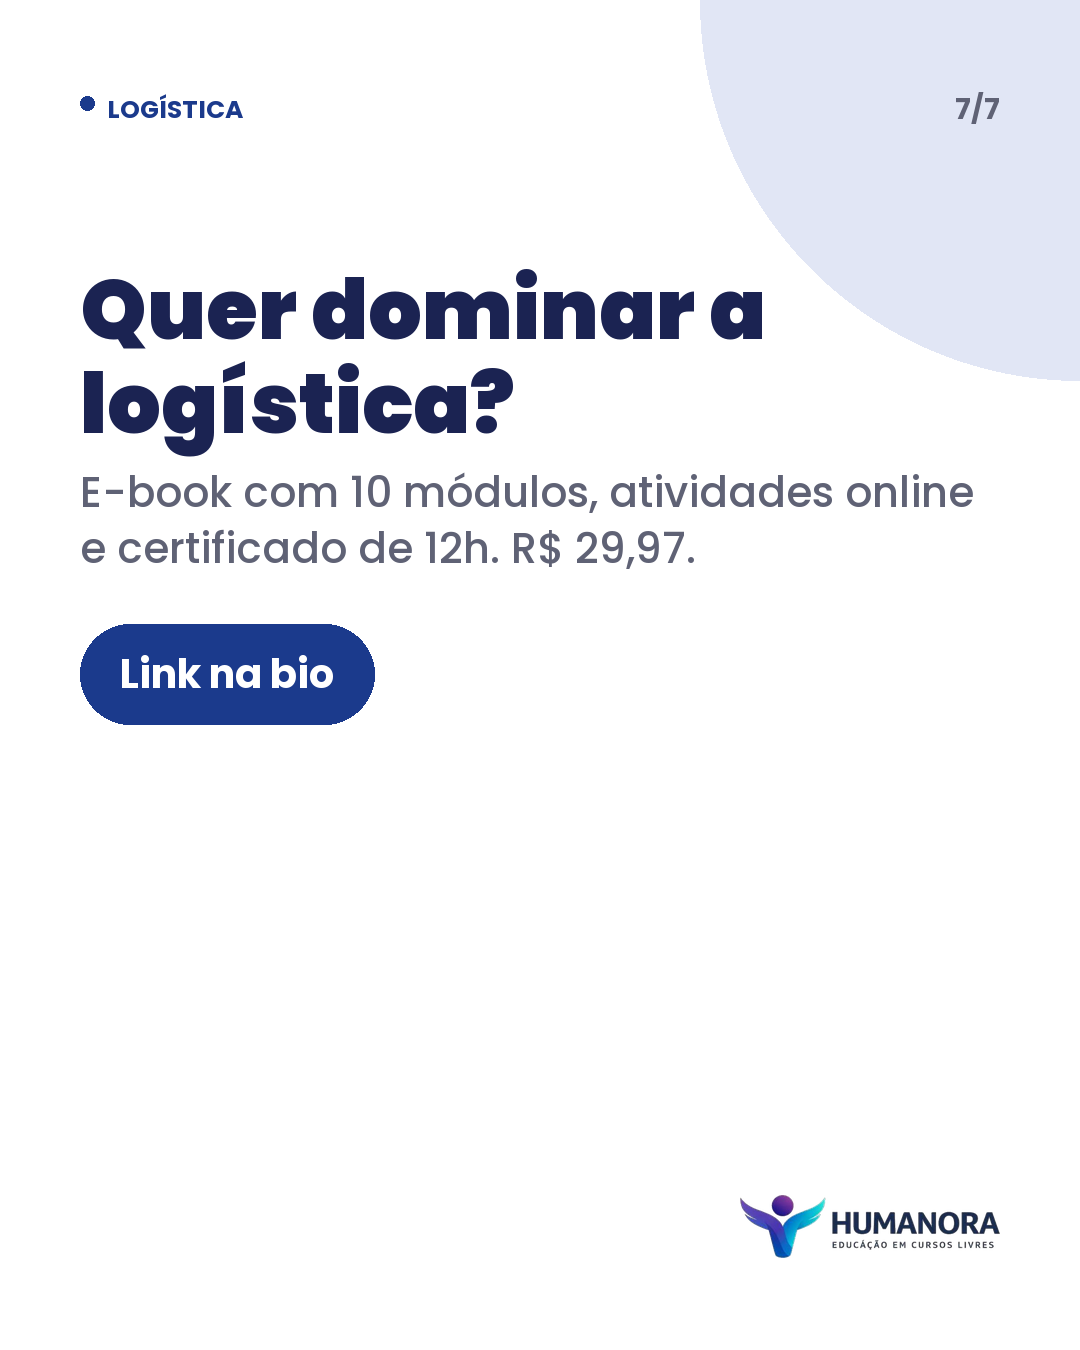 LOGÍSTICA
7/7
Quer dominar a
logística?
E-book com 10 módulos, atividades online
e certificado de 12h. R$ 29,97.
Link na bio
HUMANORA
EDUCÁÇÃO EM CURSOS LIVRES